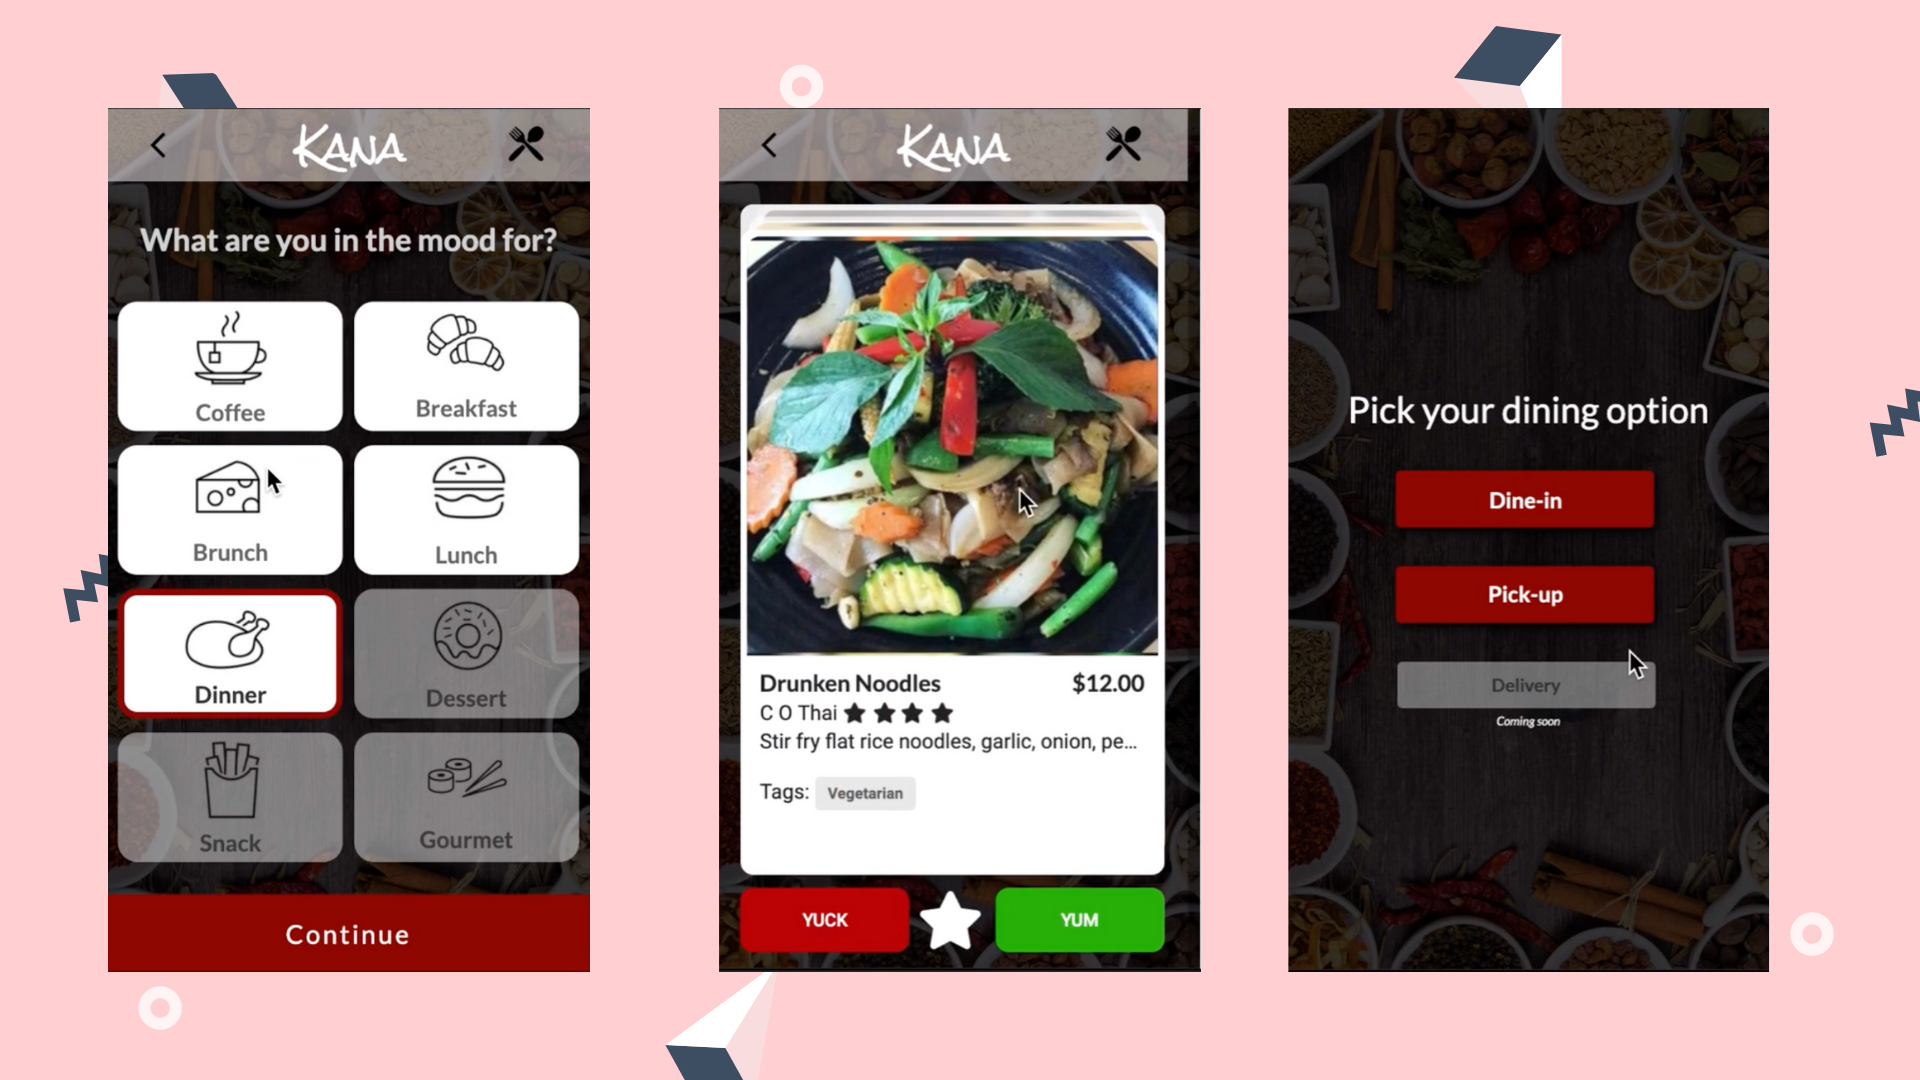 KANA
What are you in the mood for?
Coffee
Breakfast
Brunch
Lunch
Dinner
Dessert
Snack
Gourmet
Continue
KANA
Drunken Noodles $12.00
C O Thai
Stir fry flat rice noodles, garlic, onion, pe...
Tags: Vegetarian
YUCK
YUM
Pick your dining option
Dine-in
Pick-up
Delivery
Coming soon